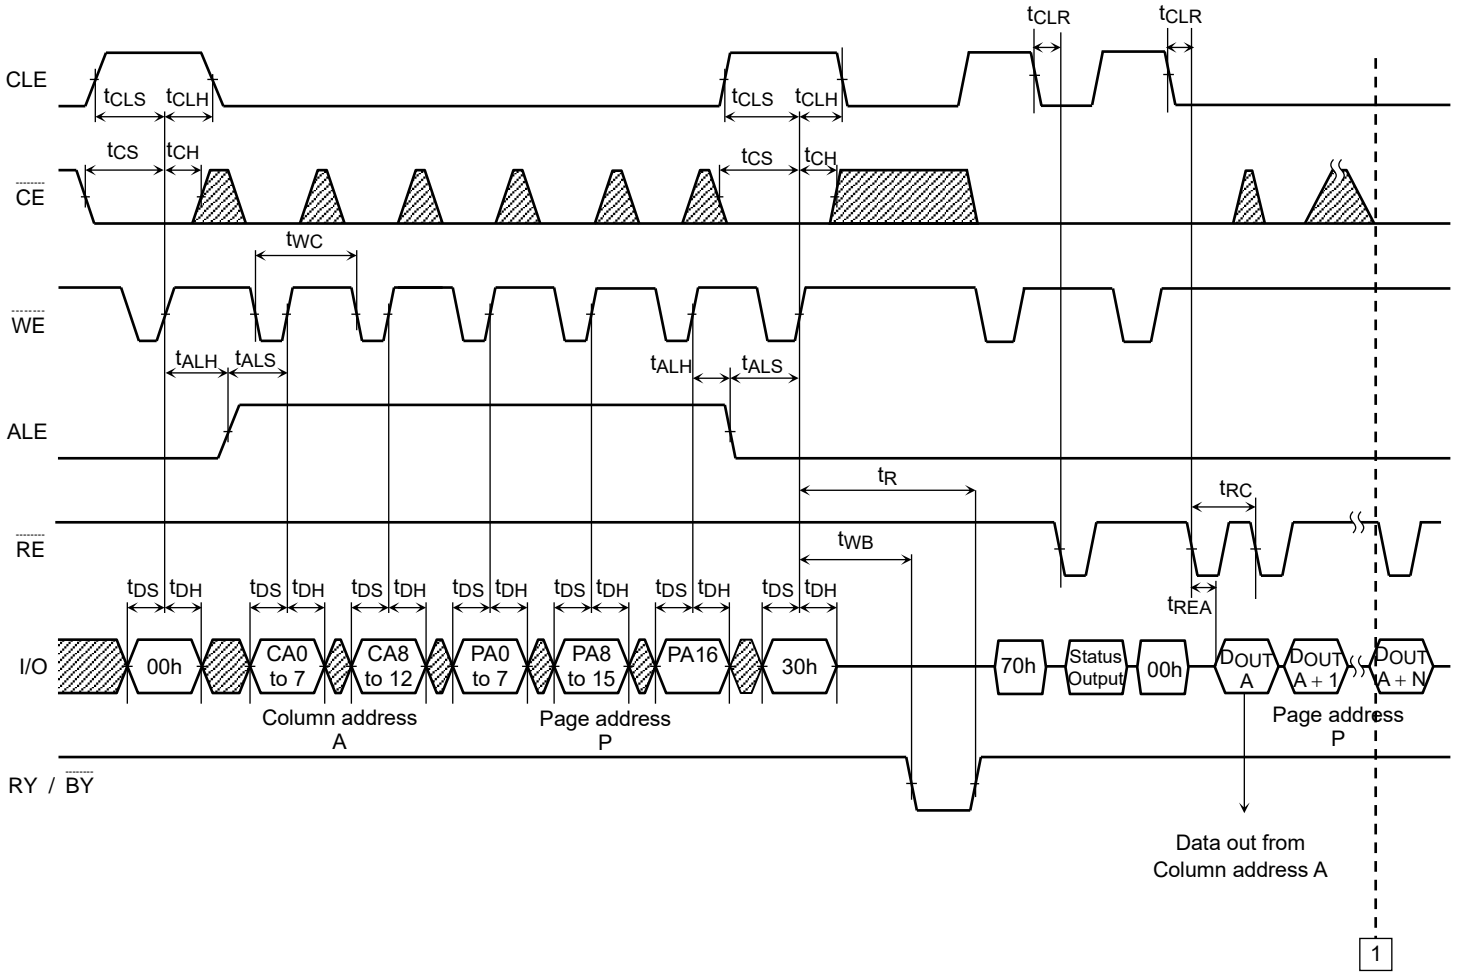 tCLR tCLR
CLE
tCLS tCLH tCLS tCLH
tCS tCH tCS tCH
CE
tWC
WE
tALH tALS tALH tALS
ALE
tR
tRC
RE
tWB
tDS tDH tDS tDH tDS tDH tDS tDH tDS tDH tDS tDH tDS tDH
tREA
I/O 00h CA0 to 7 CA8 to 12 PA0 to 7 PA8 to 15 PA16 30h 70h Status Output 00h DOUT A DOUT A + 1 DOUT A + N
Column address A
Page address P
Page address P
RY / BY
Data out from
Column address A
1